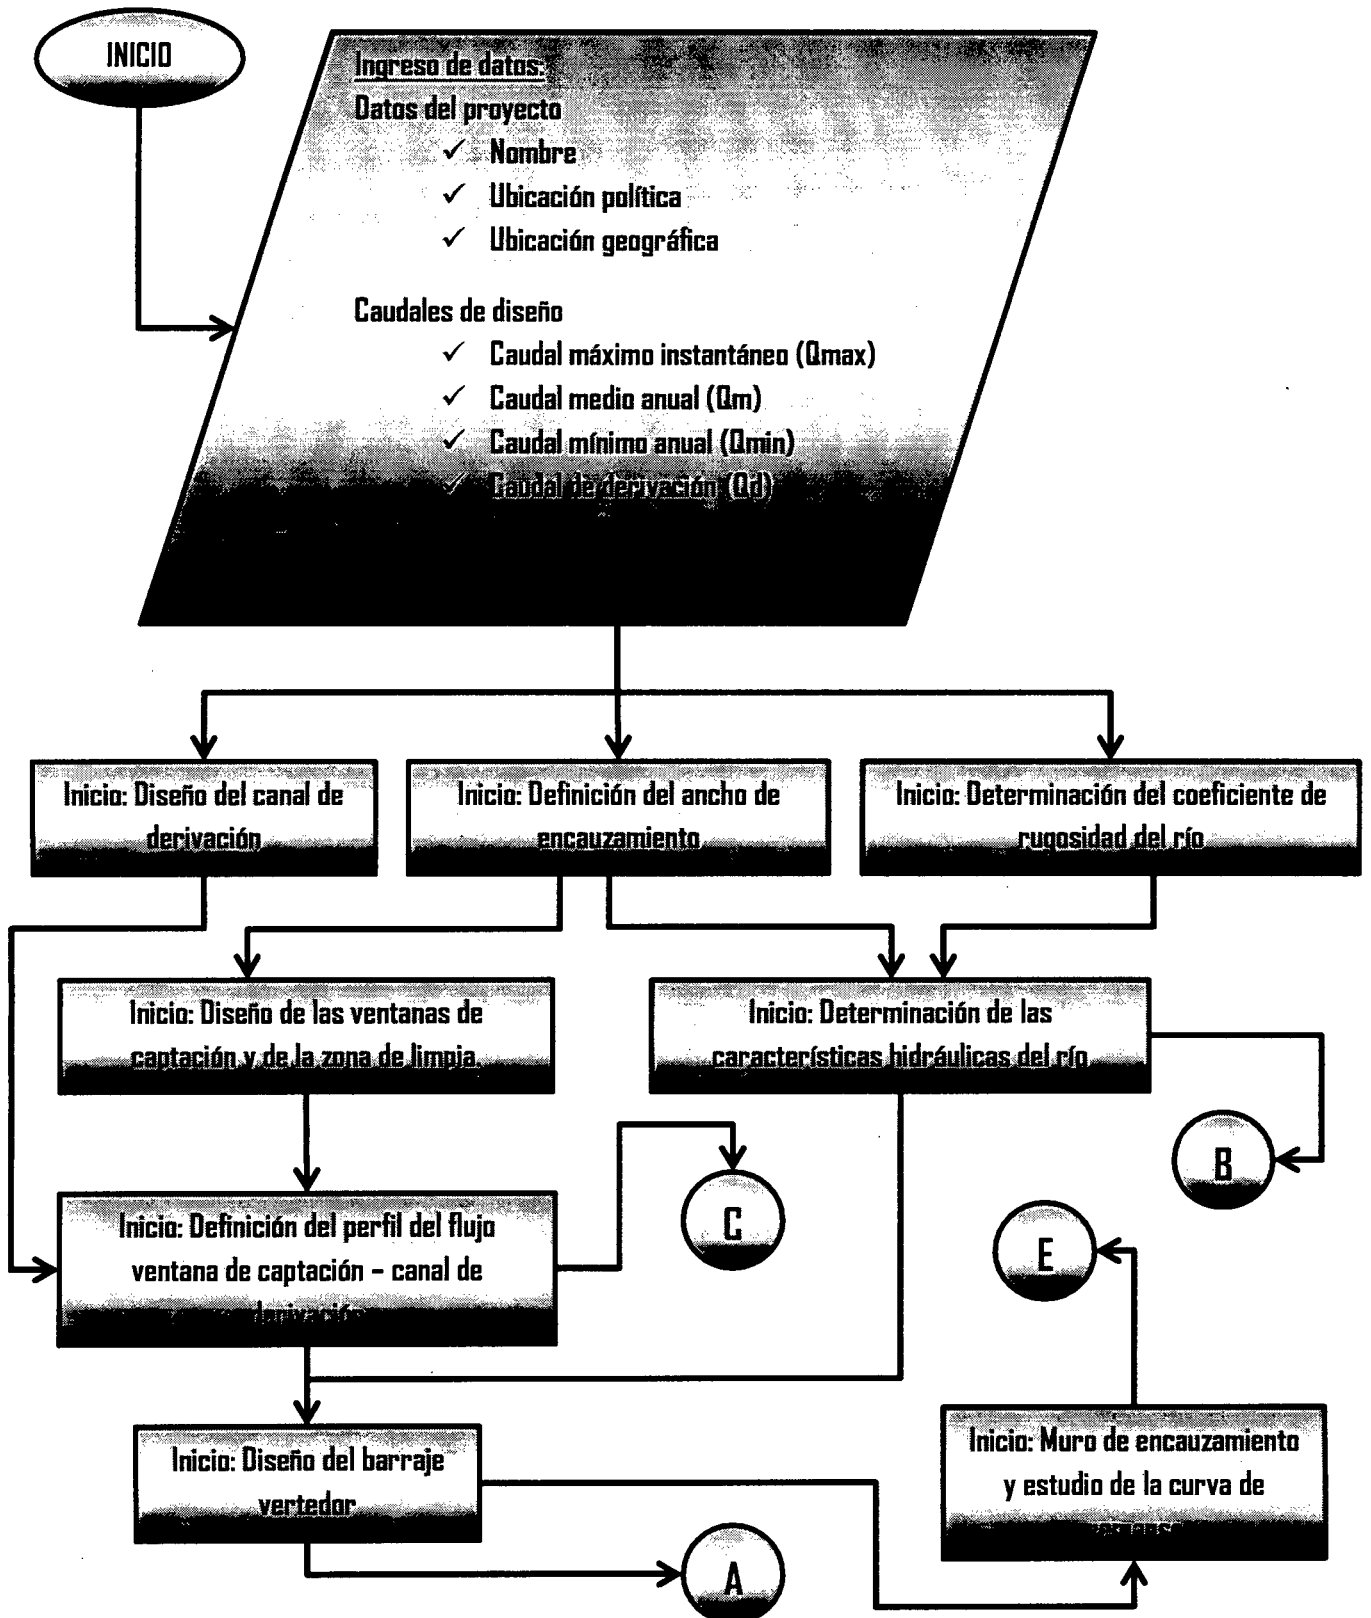 INICIO
Ingreso de datos:
Datos del proyecto
✓ Nombre
✓ Ubicación política
✓ Ubicación geográfica
Caudales de diseño
✓ Caudal máximo instantáneo (Qmax)
✓ Caudal medio anual (Qm)
✓ Caudal mínimo anual (Qmin)
✓ Caudal de derivación (Qd)
Inicio: Diseño del canal de
derivación
Inicio: Definición del ancho de
encauzamiento
Inicio: Determinación del coeficiente de
rugosidad del río
Inicio: Diseño de las ventanas de
captación y de la zona de limpia.
Inicio: Determinación de las
características hidráulicas del río
B
C
E
Inicio: Definición del perfil del flujo
ventana de captación – canal de
derivación
Inicio: Diseño del barraje
vertedor
Inicio: Muro de encauzamiento
y estudio de la curva de
A